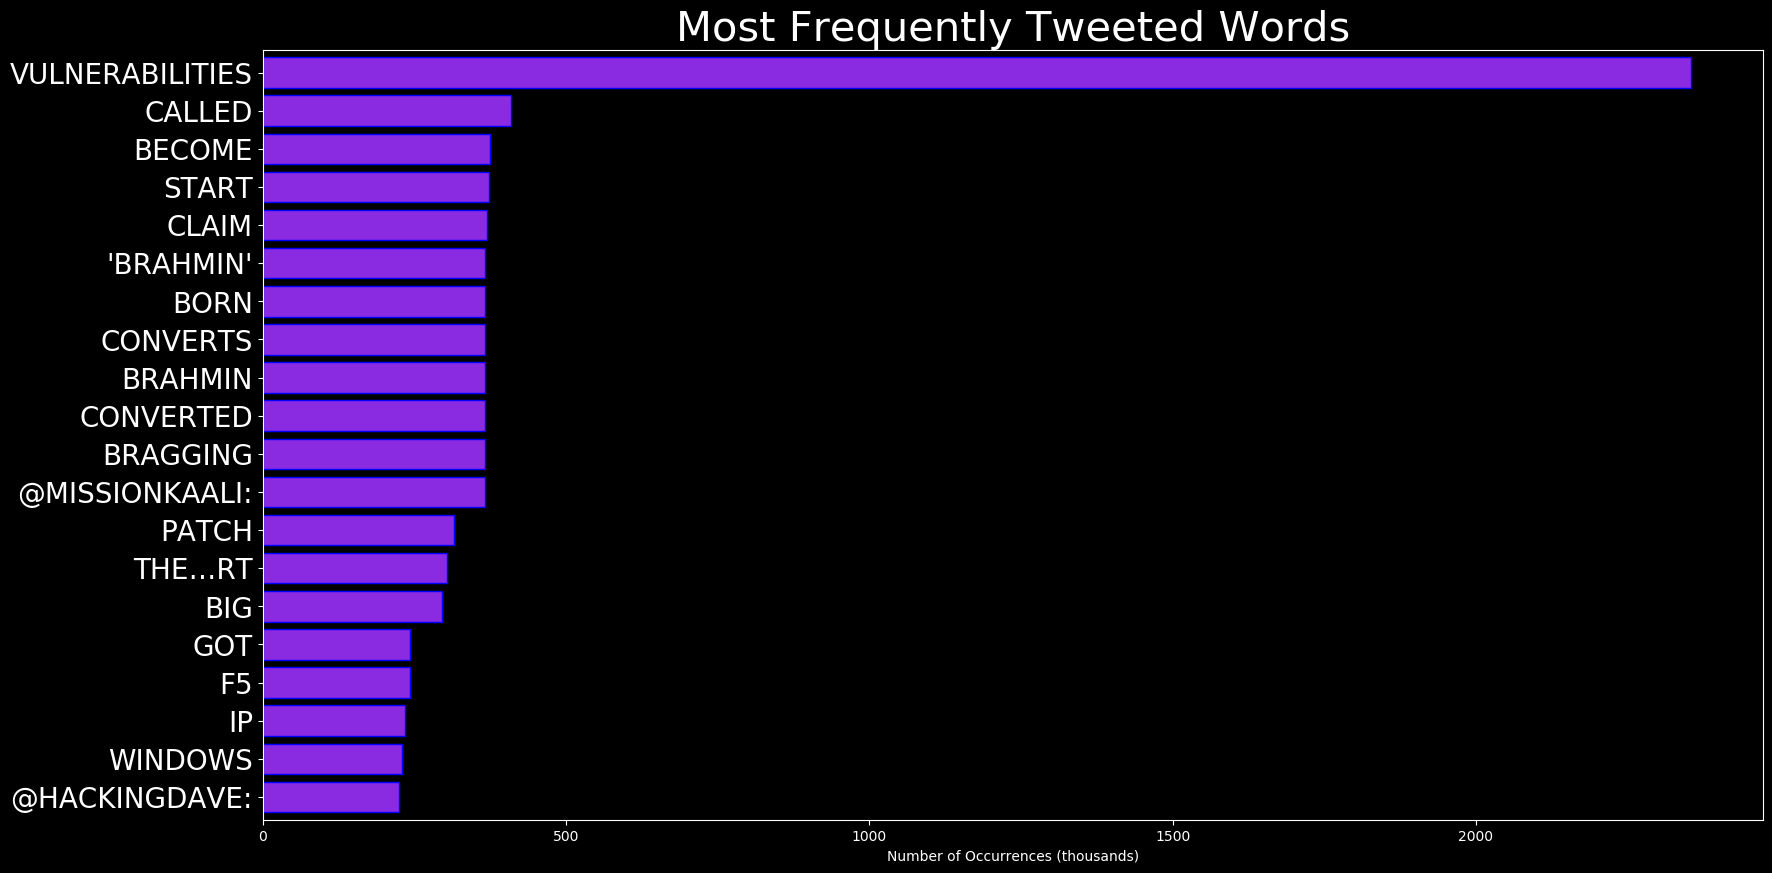 Most Frequently Tweeted Words
VULNERABILITIES
CALLED
BECOME
START
CLAIM
'BRAHMIN'
BORN
CONVERTS
BRAHMIN
CONVERTED
BRAGGING
@MISSIONKAALI:
PATCH
THE…RT
BIG
GOT
F5
IP
WINDOWS
@HACKINGDAVE:
0 500 1000 1500 2000
Number of Occurrences (thousands)